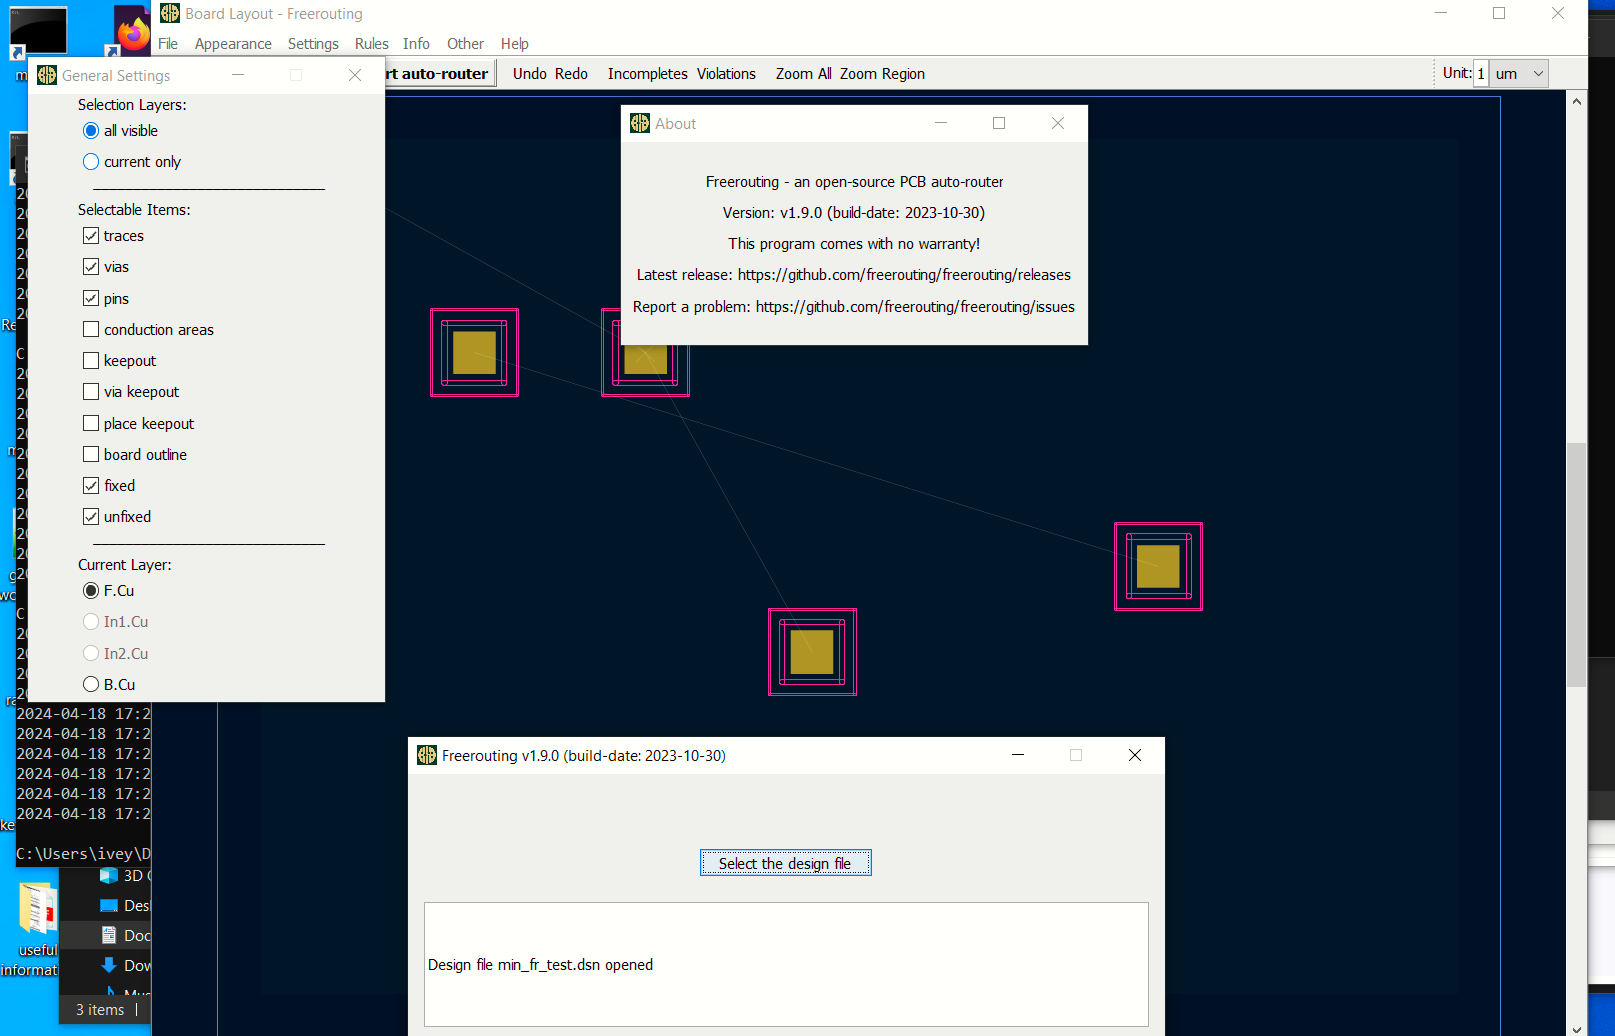 Board Layout - Freerouting
File Appearance Settings Rules Info Other Help
General Settings
rt auto-router Undo Redo Incompletes Violations Zoom All Zoom Region Unit: 1 um
Selection Layers:
all visible
current only
Selectable Items:
traces
vias
pins
conduction areas
keepout
via keepout
place keepout
board outline
fixed
unfixed
Current Layer:
F.Cu
In1.Cu
In2.Cu
B.Cu
About
Freerouting - an open-source PCB auto-router
Version: v1.9.0 (build-date: 2023-10-30)
This program comes with no warranty!
Latest release: https://github.com/freerouting/freerouting/releases
Report a problem: https://github.com/freerouting/freerouting/issues
2024-04-18 17:2
2024-04-18 17:2
2024-04-18 17:2
2024-04-18 17:2
2024-04-18 17:2
2024-04-18 17:2
C:\Users\ivey\D
Freerouting v1.9.0 (build-date: 2023-10-30)
Select the design file
Design file min_fr_test.dsn opened
3D
Des
Doc
Dow
useful
informat
3 items